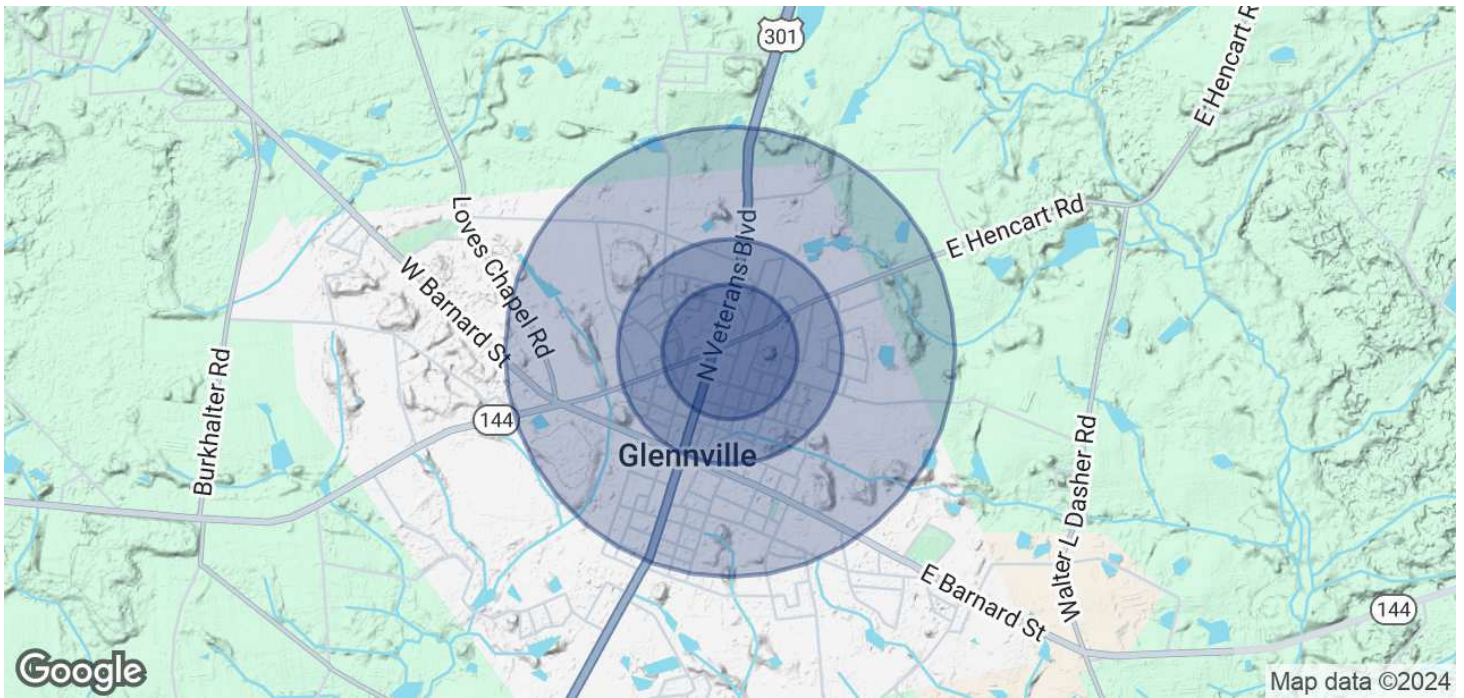 301
E Hencart R
Loves Chapel Rd
N Veterans Blvd
E Hencart Rd
W Barnard St
Burkhalter Rd
144
Glennville
Walter L Dasher Rd
E Barnard St
144
Google
Map data ©2024